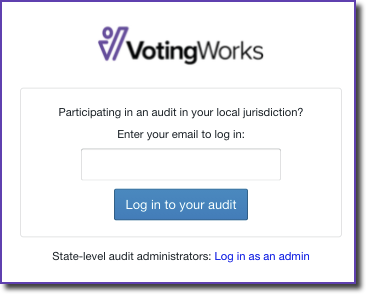 VotingWorks
Participating in an audit in your local jurisdiction?
Enter your email to log in:
Log in to your audit
State-level audit administrators: Log in as an admin